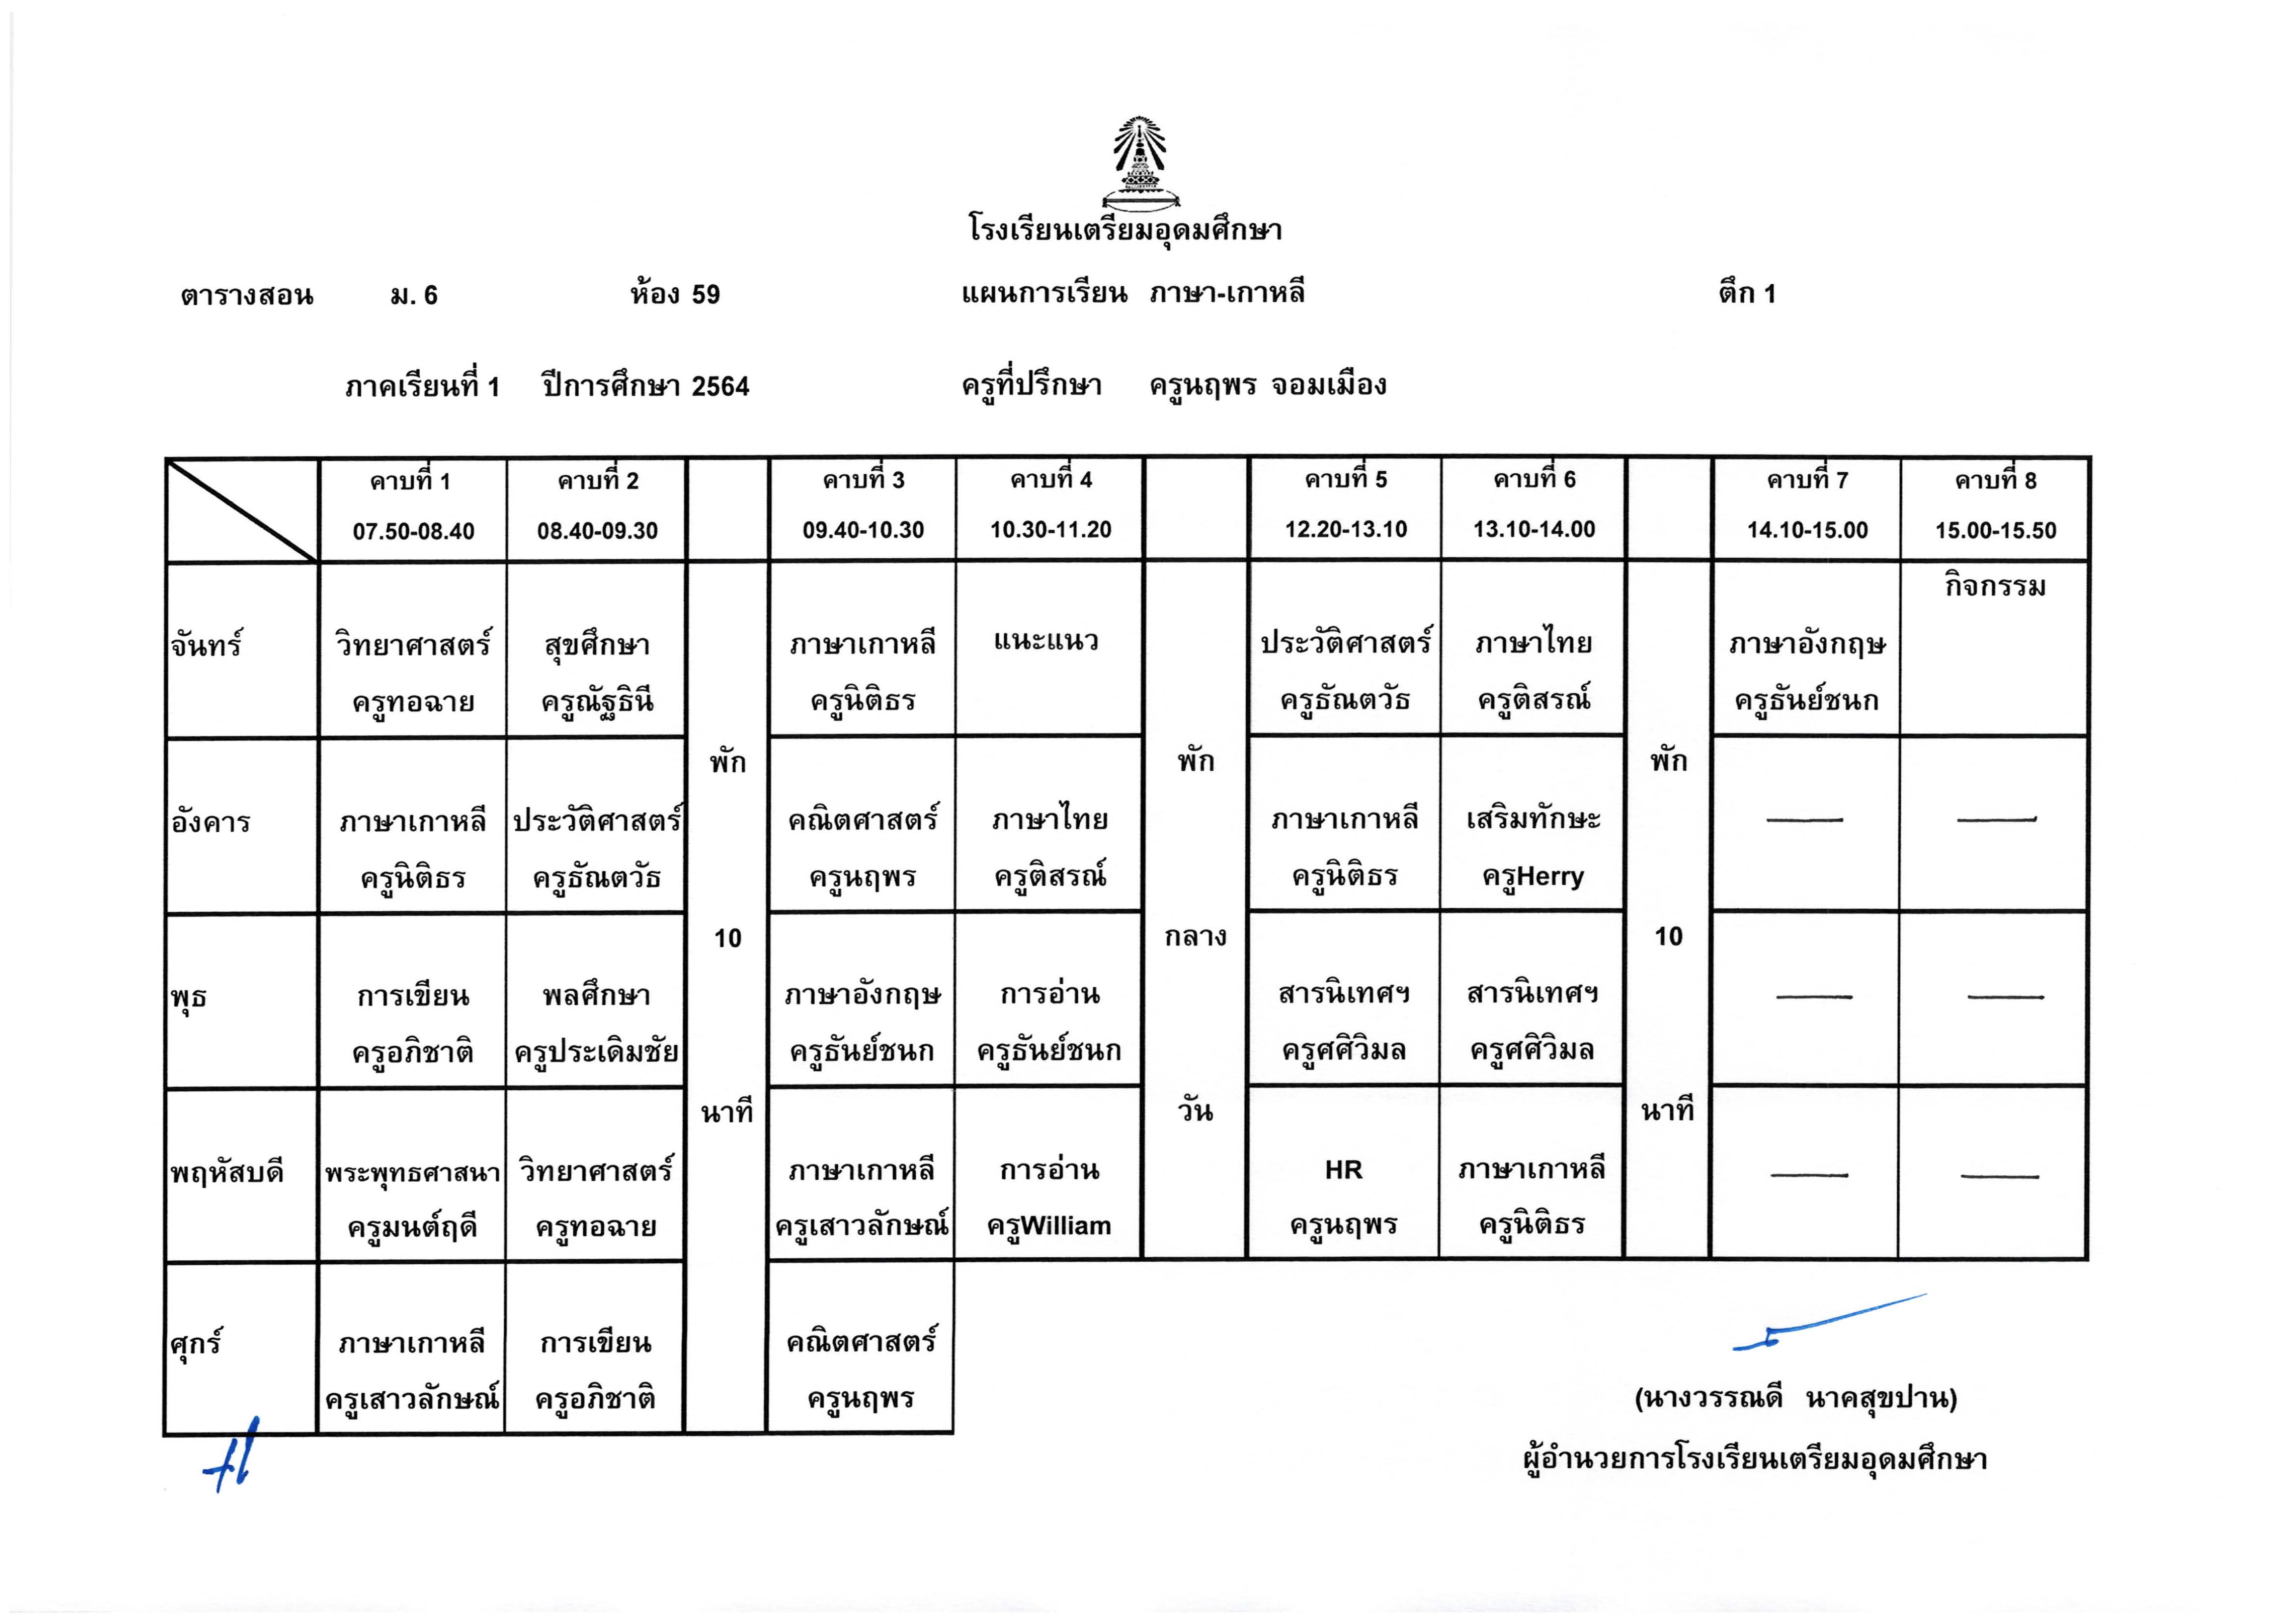 โรงเรียนเตรียมอุดมศึกษา
ตารางสอน ม. 6 ห้อง 59 แผนการเรียน ภาษา-เกาหลี ตึก 1
ภาคเรียนที่ 1 ปีการศึกษา 2564 ครูที่ปรึกษา ครูนฤพร จอมเมือง
คาบที่ 1 คาบที่ 2 คาบที่ 3 คาบที่ 4 คาบที่ 5 คาบที่ 6 คาบที่ 7 คาบที่ 8
07.50-08.40 08.40-09.30 09.40-10.30 10.30-11.20 12.20-13.10 13.10-14.00 14.10-15.00 15.00-15.50
กิจกรรม
จันทร์ วิทยาศาสตร์ สุขศึกษา ภาษาเกาหลี แนะแนว ประวัติศาสตร์ ภาษาไทย ภาษาอังกฤษ
ครูทอฉาย ครูณัฐธินี ครูนิติธร ครูธัณตวัธ ครูติสรณ์ ครูธันย์ชนก
พัก พัก พัก
อังคาร ภาษาเกาหลี ประวัติศาสตร์ คณิตศาสตร์ ภาษาไทย ภาษาเกาหลี เสริมทักษะ — —
ครูนิติธร ครูธัณตวัธ ครูนฤพร ครูติสรณ์ ครูนิติธร ครูHerry
10 กลาง 10
พุธ การเขียน พลศึกษา ภาษาอังกฤษ การอ่าน สารนิเทศฯ สารนิเทศฯ — —
ครูอภิชาติ ครูประเดิมชัย ครูธันย์ชนก ครูธันย์ชนก ครูศศิวิมล ครูศศิวิมล
นาที วัน นาที
พฤหัสบดี พระพุทธศาสนา วิทยาศาสตร์ ภาษาเกาหลี การอ่าน HR ภาษาเกาหลี — —
ครูมนต์ฤดี ครูทอฉาย ครูเสาวลักษณ์ ครูWilliam ครูนฤพร ครูนิติธร
ศุกร์ ภาษาเกาหลี การเขียน คณิตศาสตร์
ครูเสาวลักษณ์ ครูอภิชาติ ครูนฤพร
(นางวรรณดี นาคสุขปาน)
ผู้อำนวยการโรงเรียนเตรียมอุดมศึกษา